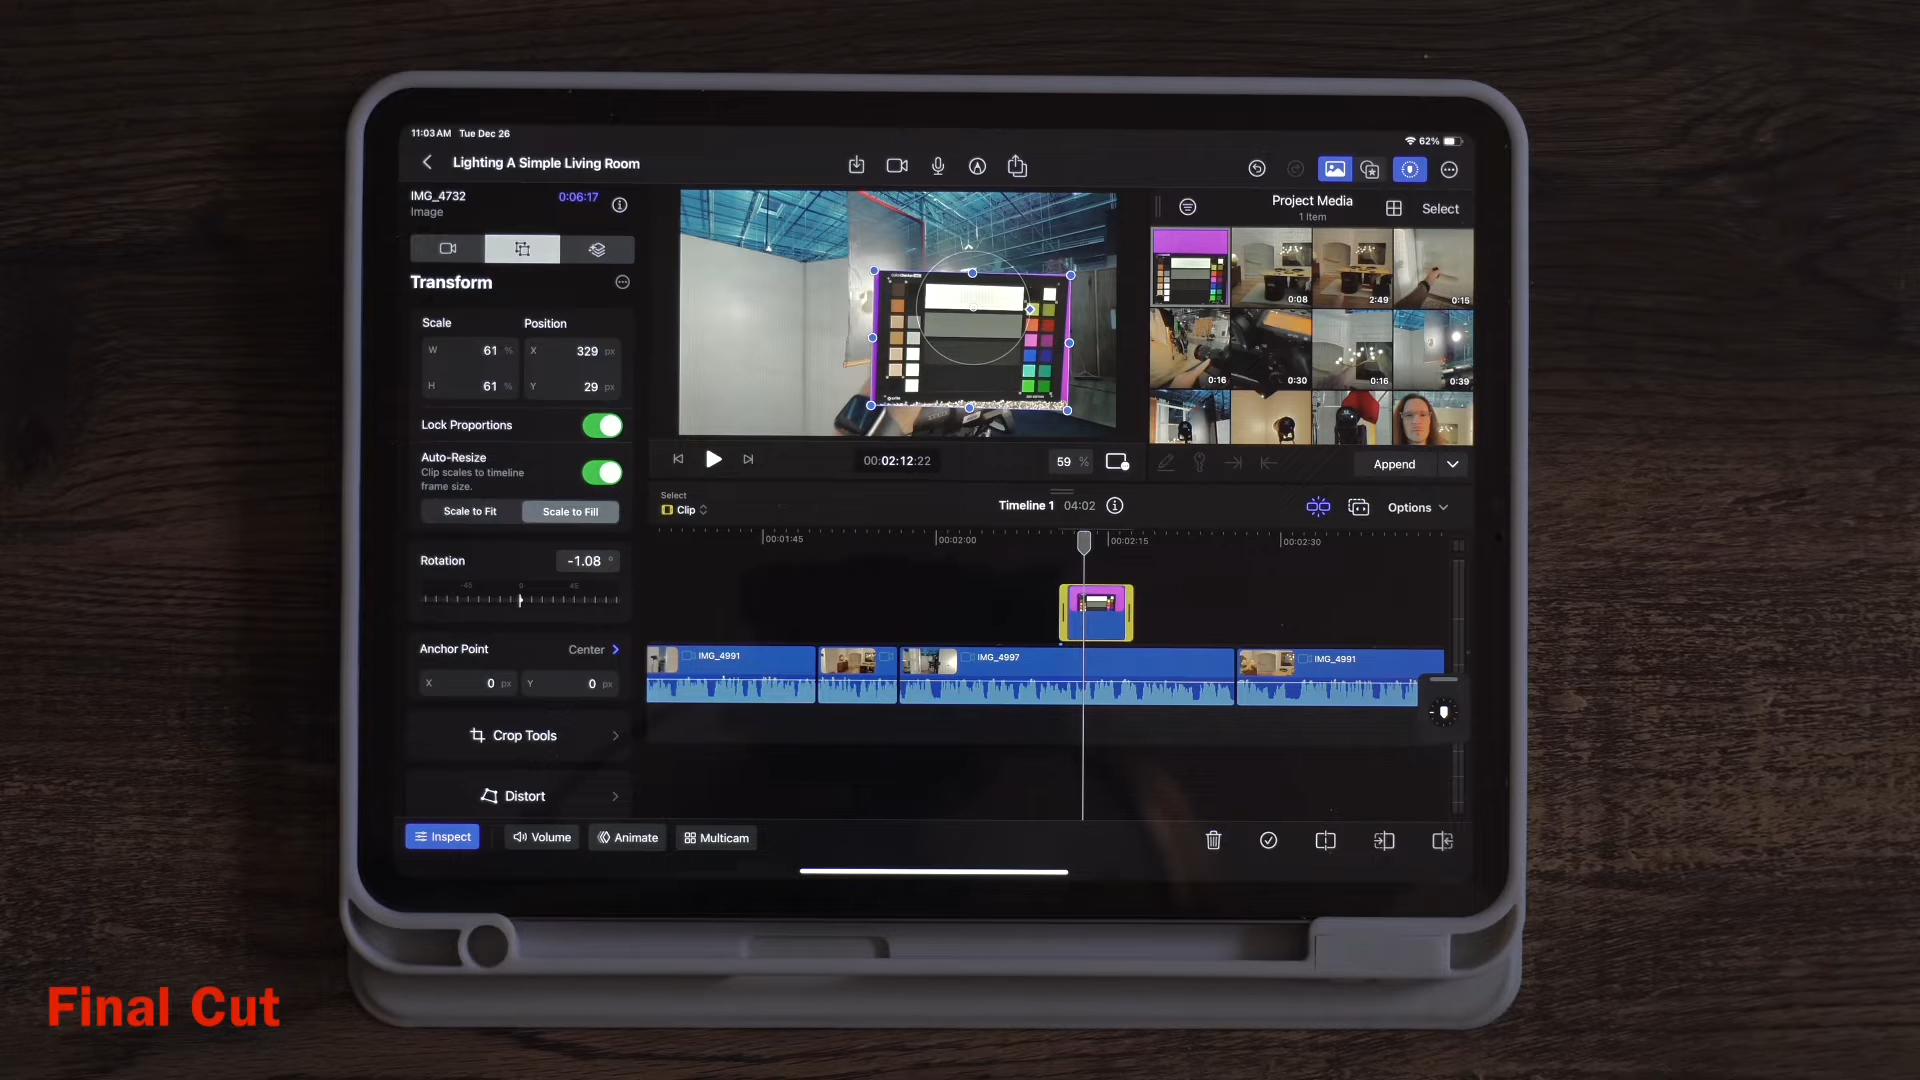 11:03 AM Tue Dec 26
62%
Lighting A Simple Living Room
IMG_4732
0:06:17
Image
Project Media
1 Item
Select
Transform
Scale
Position
W 61 %
X 329 px
H 61 %
Y 29 px
Lock Proportions
Auto-Resize
Clip scales to timeline
frame size.
Scale to Fit
Scale to Fill
Rotation
-1.08 °
-45 0 45
Anchor Point
Center
X 0 px
Y 0 px
Crop Tools
Distort
0:08
2:49
0:15
0:16
0:30
0:16
0:39
00:02:12:22
59 %
Append
Select
Clip
Timeline 1 04:02
Options
00:01:45
00:02:00
00:02:15
00:02:30
IMG_4991
IMG_4997
IMG_4991
Inspect
Volume
Animate
Multicam
Final Cut